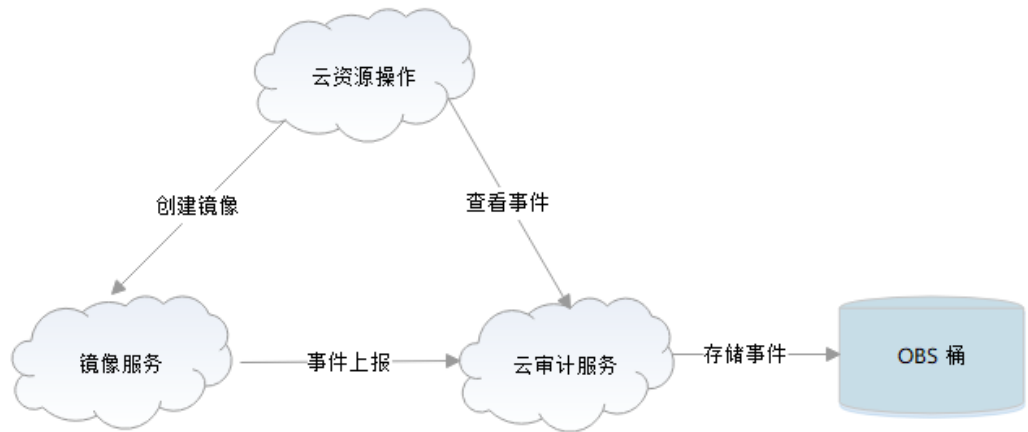 云资源操作
创建镜像
查看事件
镜像服务
事件上报
云审计服务
存储事件
OBS 桶